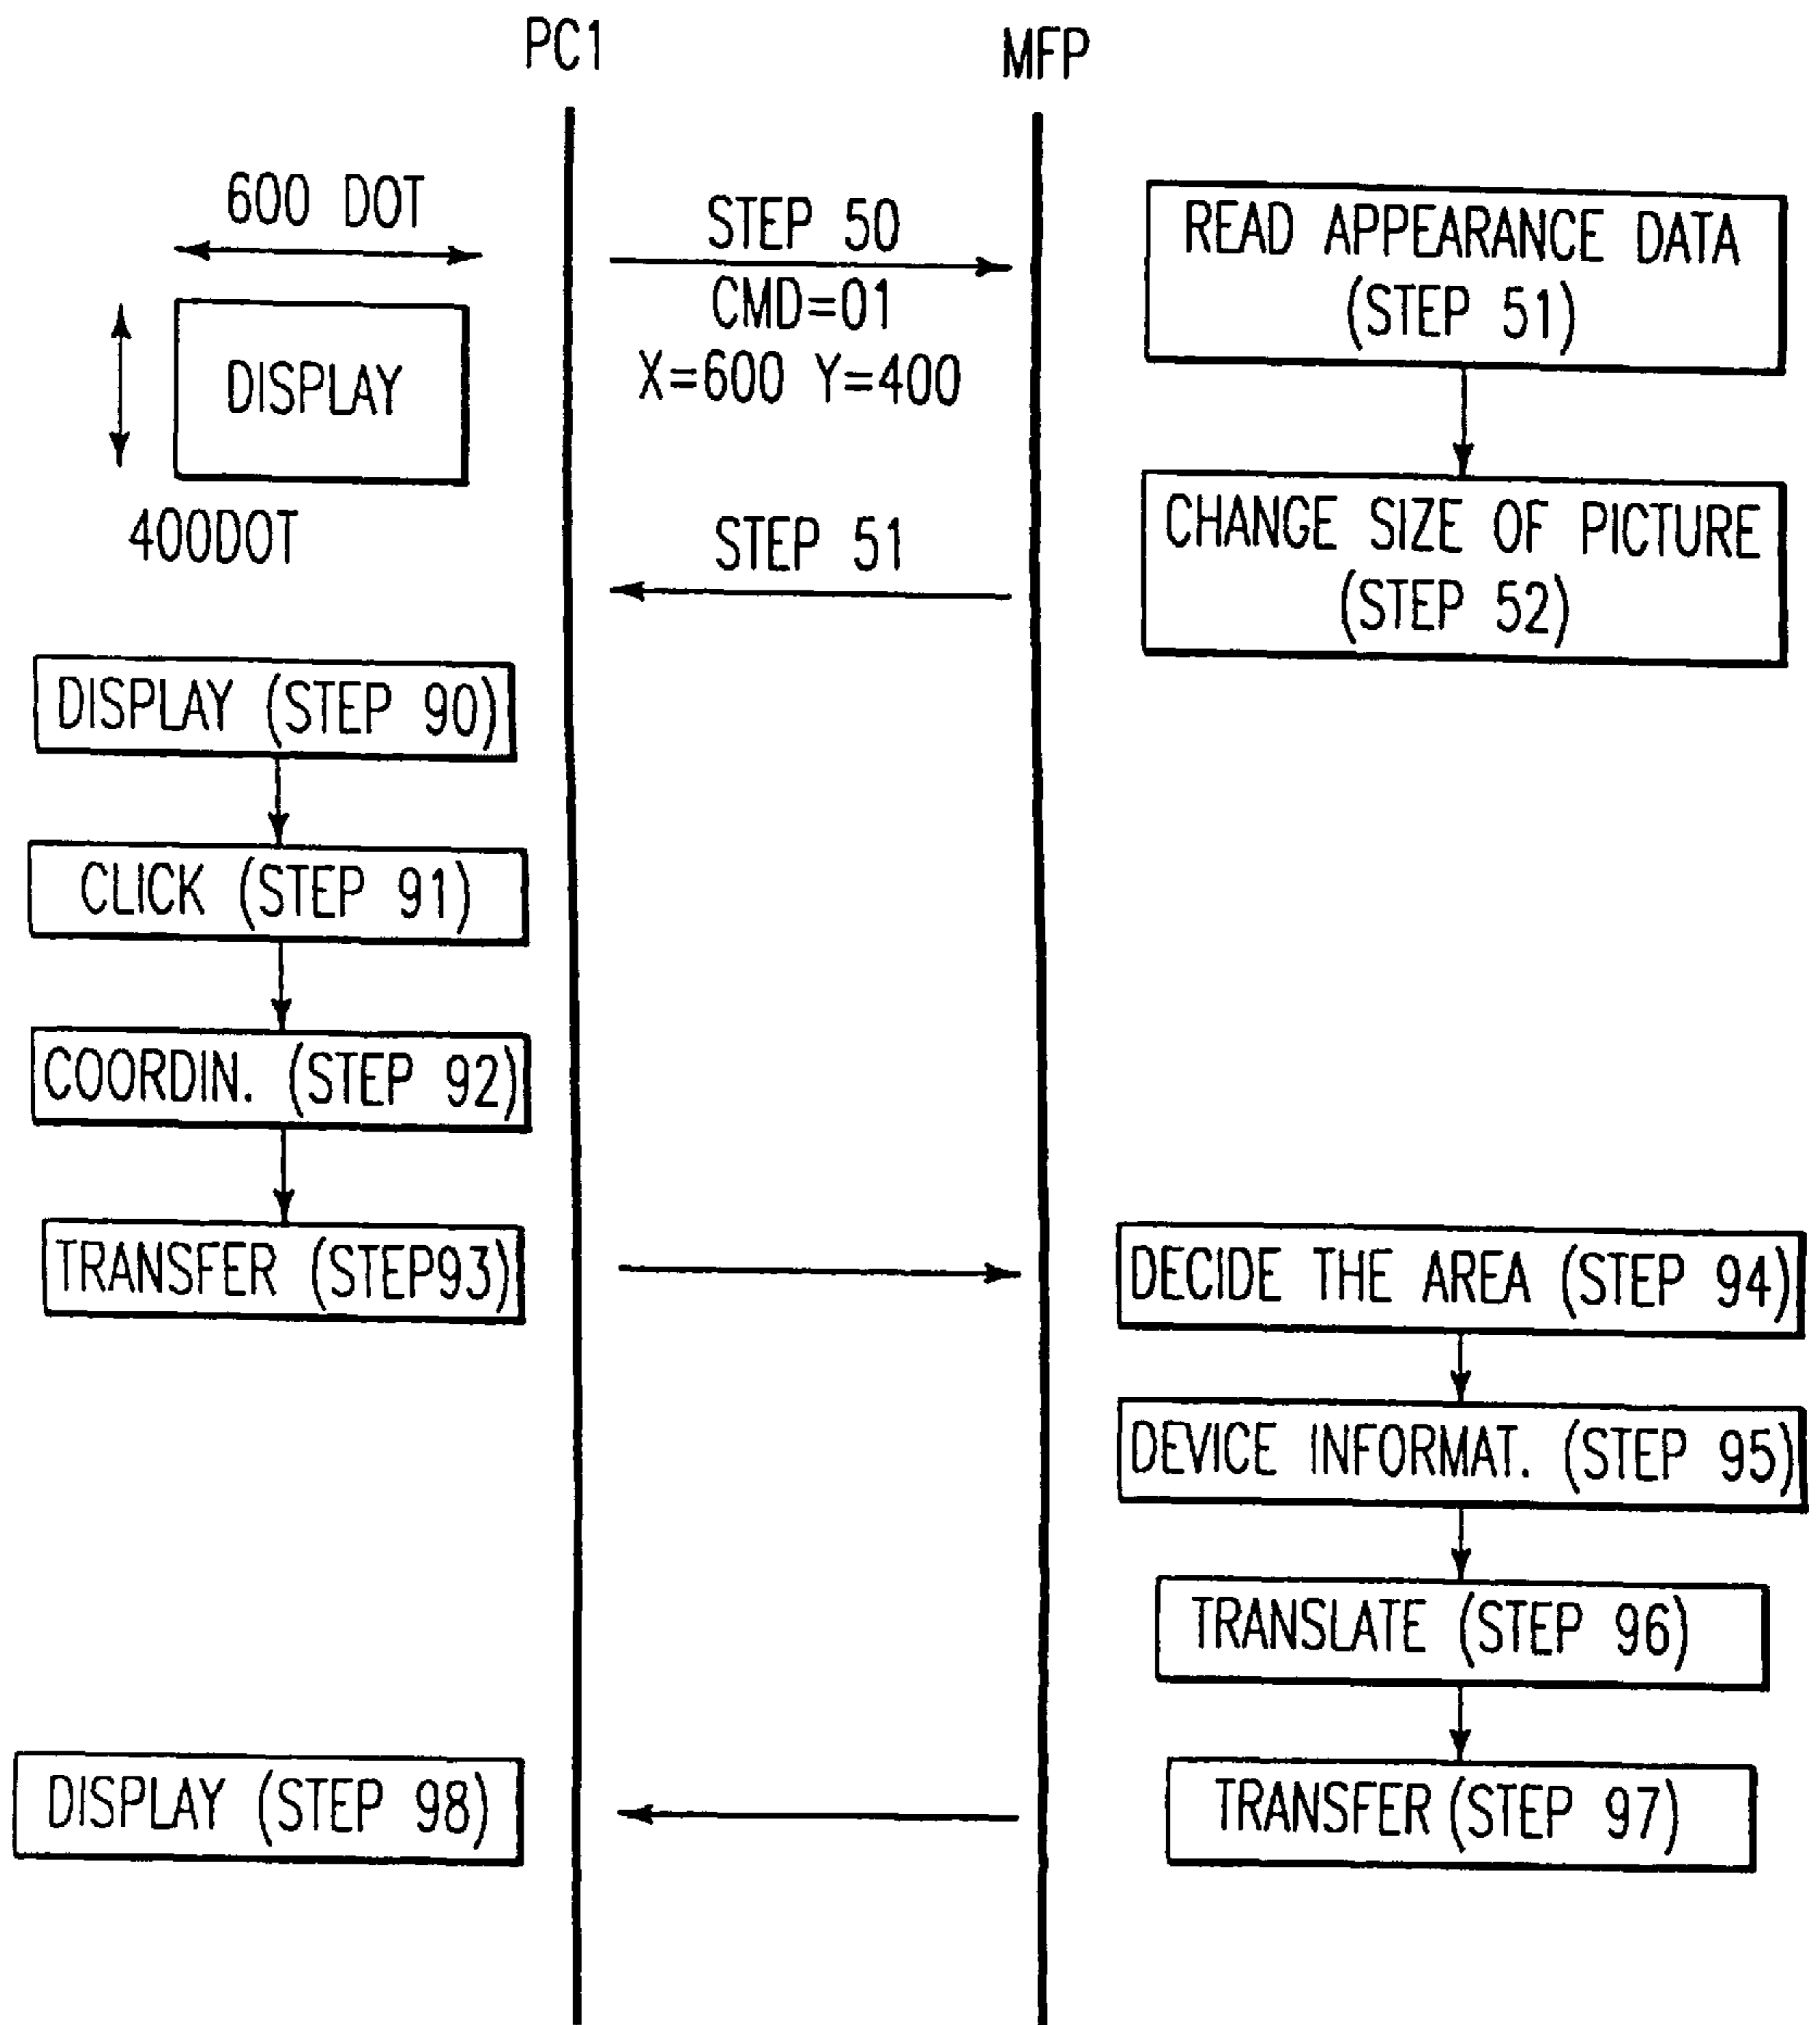 PC1
MFP
600 DOT
DISPLAY
400DOT
STEP 50
CMD=01
X=600 Y=400
READ APPEARANCE DATA
(STEP 51)
CHANGE SIZE OF PICTURE
(STEP 52)
STEP 51
DISPLAY (STEP 90)
CLICK (STEP 91)
COORDIN. (STEP 92)
TRANSFER (STEP93)
DECIDE THE AREA (STEP 94)
DEVICE INFORMAT. (STEP 95)
TRANSLATE (STEP 96)
TRANSFER (STEP 97)
DISPLAY (STEP 98)